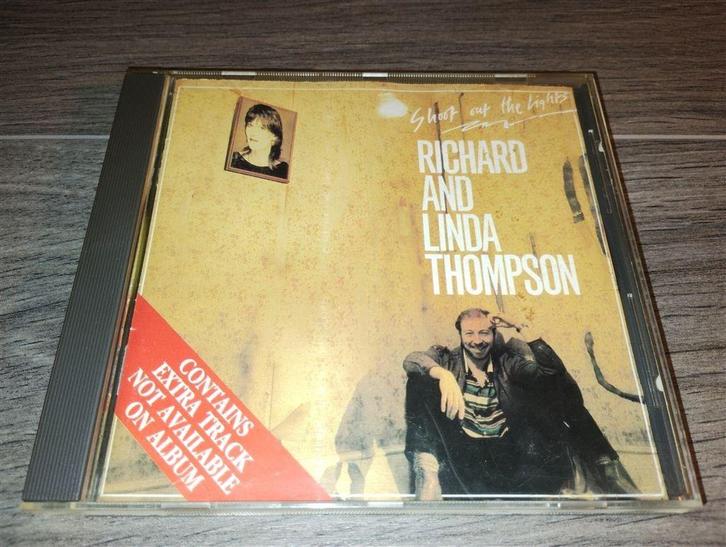 Shoot out the Lights
RICHARD
AND
LINDA
THOMPSON
CONTAINS
EXTRA TRACK
NOT AVAILABLE
ON ALBUM